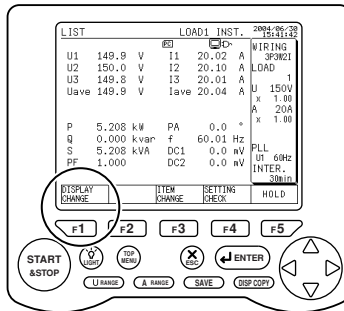 LIST LOAD1 INST. 2004/06/30
15:41:42
PC
U1 149.9 V I1 20.02 A
U2 150.0 V I2 20.10 A
U3 149.8 V I3 20.01 A
Uave 149.9 V Iave 20.04 A
P 5.208 kW PA 0.0 °
Q 0.000 kvar f 60.01 Hz
S 5.208 kVA DC1 0.0 mV
PF 1.000 DC2 0.0 mV
WIRING
3P3W2I
LOAD
1
U 150V
x 1.00
A 20A
x 1.00
PLL
U1 60Hz
INTER.
30min
DISPLAY CHANGE
ITEM CHANGE
SETTING CHECK
HOLD
F1 F2 F3 F4 F5
START &STOP
LIGHT
TOP MENU
ESC
ENTER
U RANGE
A RANGE
SAVE
DISP COPY